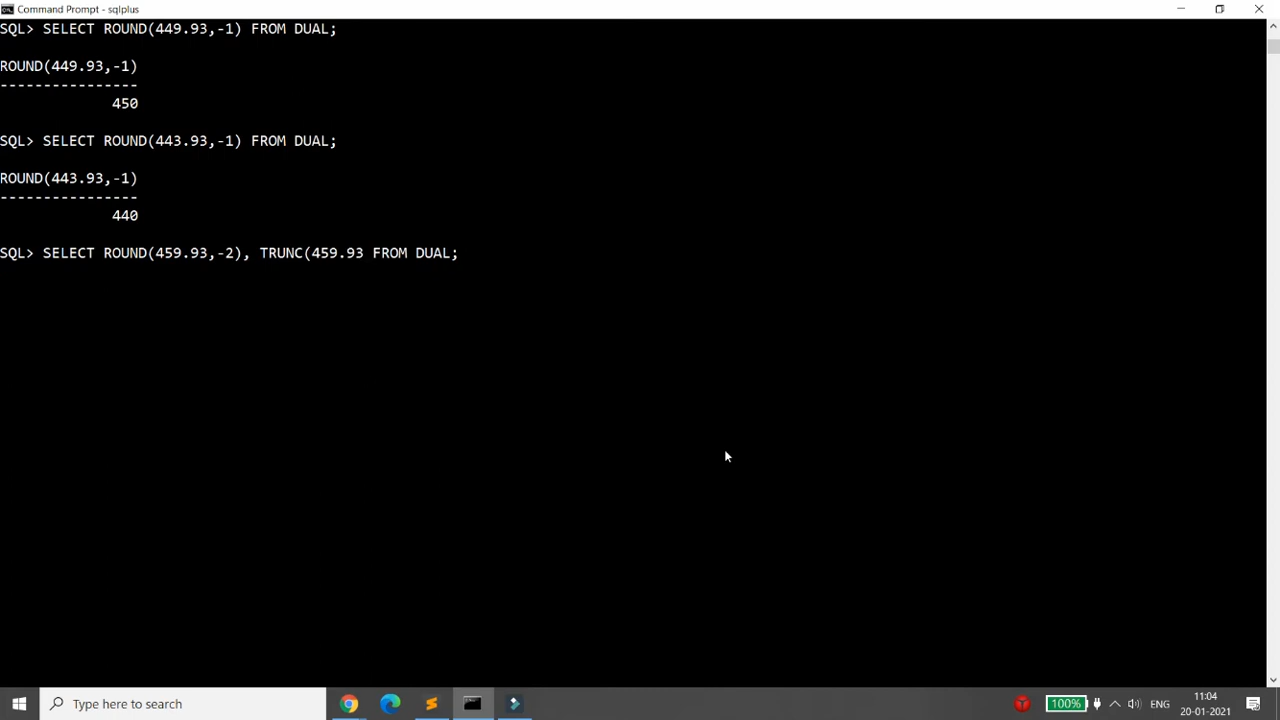 Command Prompt - sqlplus
SQL> SELECT ROUND(449.93,-1) FROM DUAL;
ROUND(449.93,-1)
----------------
450
SQL> SELECT ROUND(443.93,-1) FROM DUAL;
ROUND(443.93,-1)
----------------
440
SQL> SELECT ROUND(459.93,-2), TRUNC(459.93 FROM DUAL;
Type here to search
100%
ENG
11:04
20-01-2021